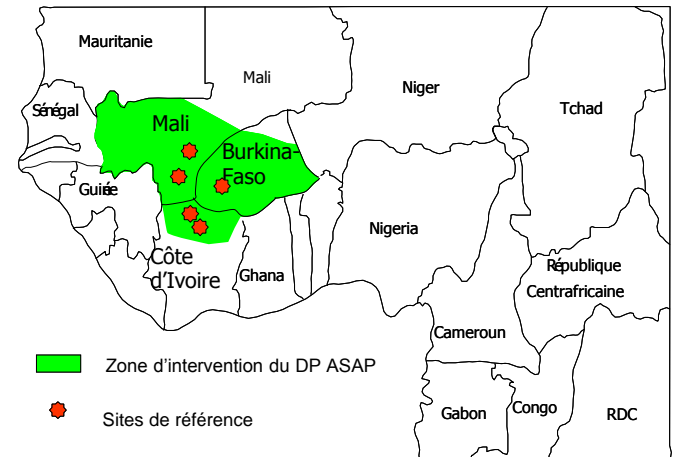 Mauritanie
Mali
Niger
Tchad
Sénégal
Mali
Burkina-
Faso
Guinée
Nigeria
Côte
d'Ivoire
Ghana
République
Centrafricaine
Cameroun
Gabon
Congo
RDC
Zone d'intervention du DP ASAP
Sites de référence